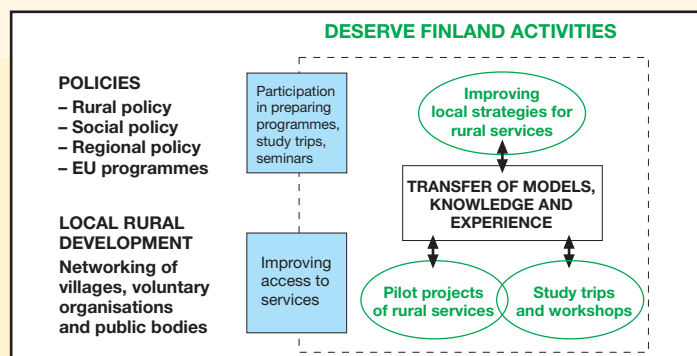 DESERVE FINLAND ACTIVITIES
POLICIES
– Rural policy
– Social policy
– Regional policy
– EU programmes
Participation
in preparing
programmes,
study trips,
seminars
Improving
local strategies for
rural services
TRANSFER OF MODELS,
KNOWLEDGE AND
EXPERIENCE
LOCAL RURAL
DEVELOPMENT
Networking of
villages, voluntary
organisations
and public bodies
Improving
access to
services
Pilot projects
of rural services
Study trips
and workshops